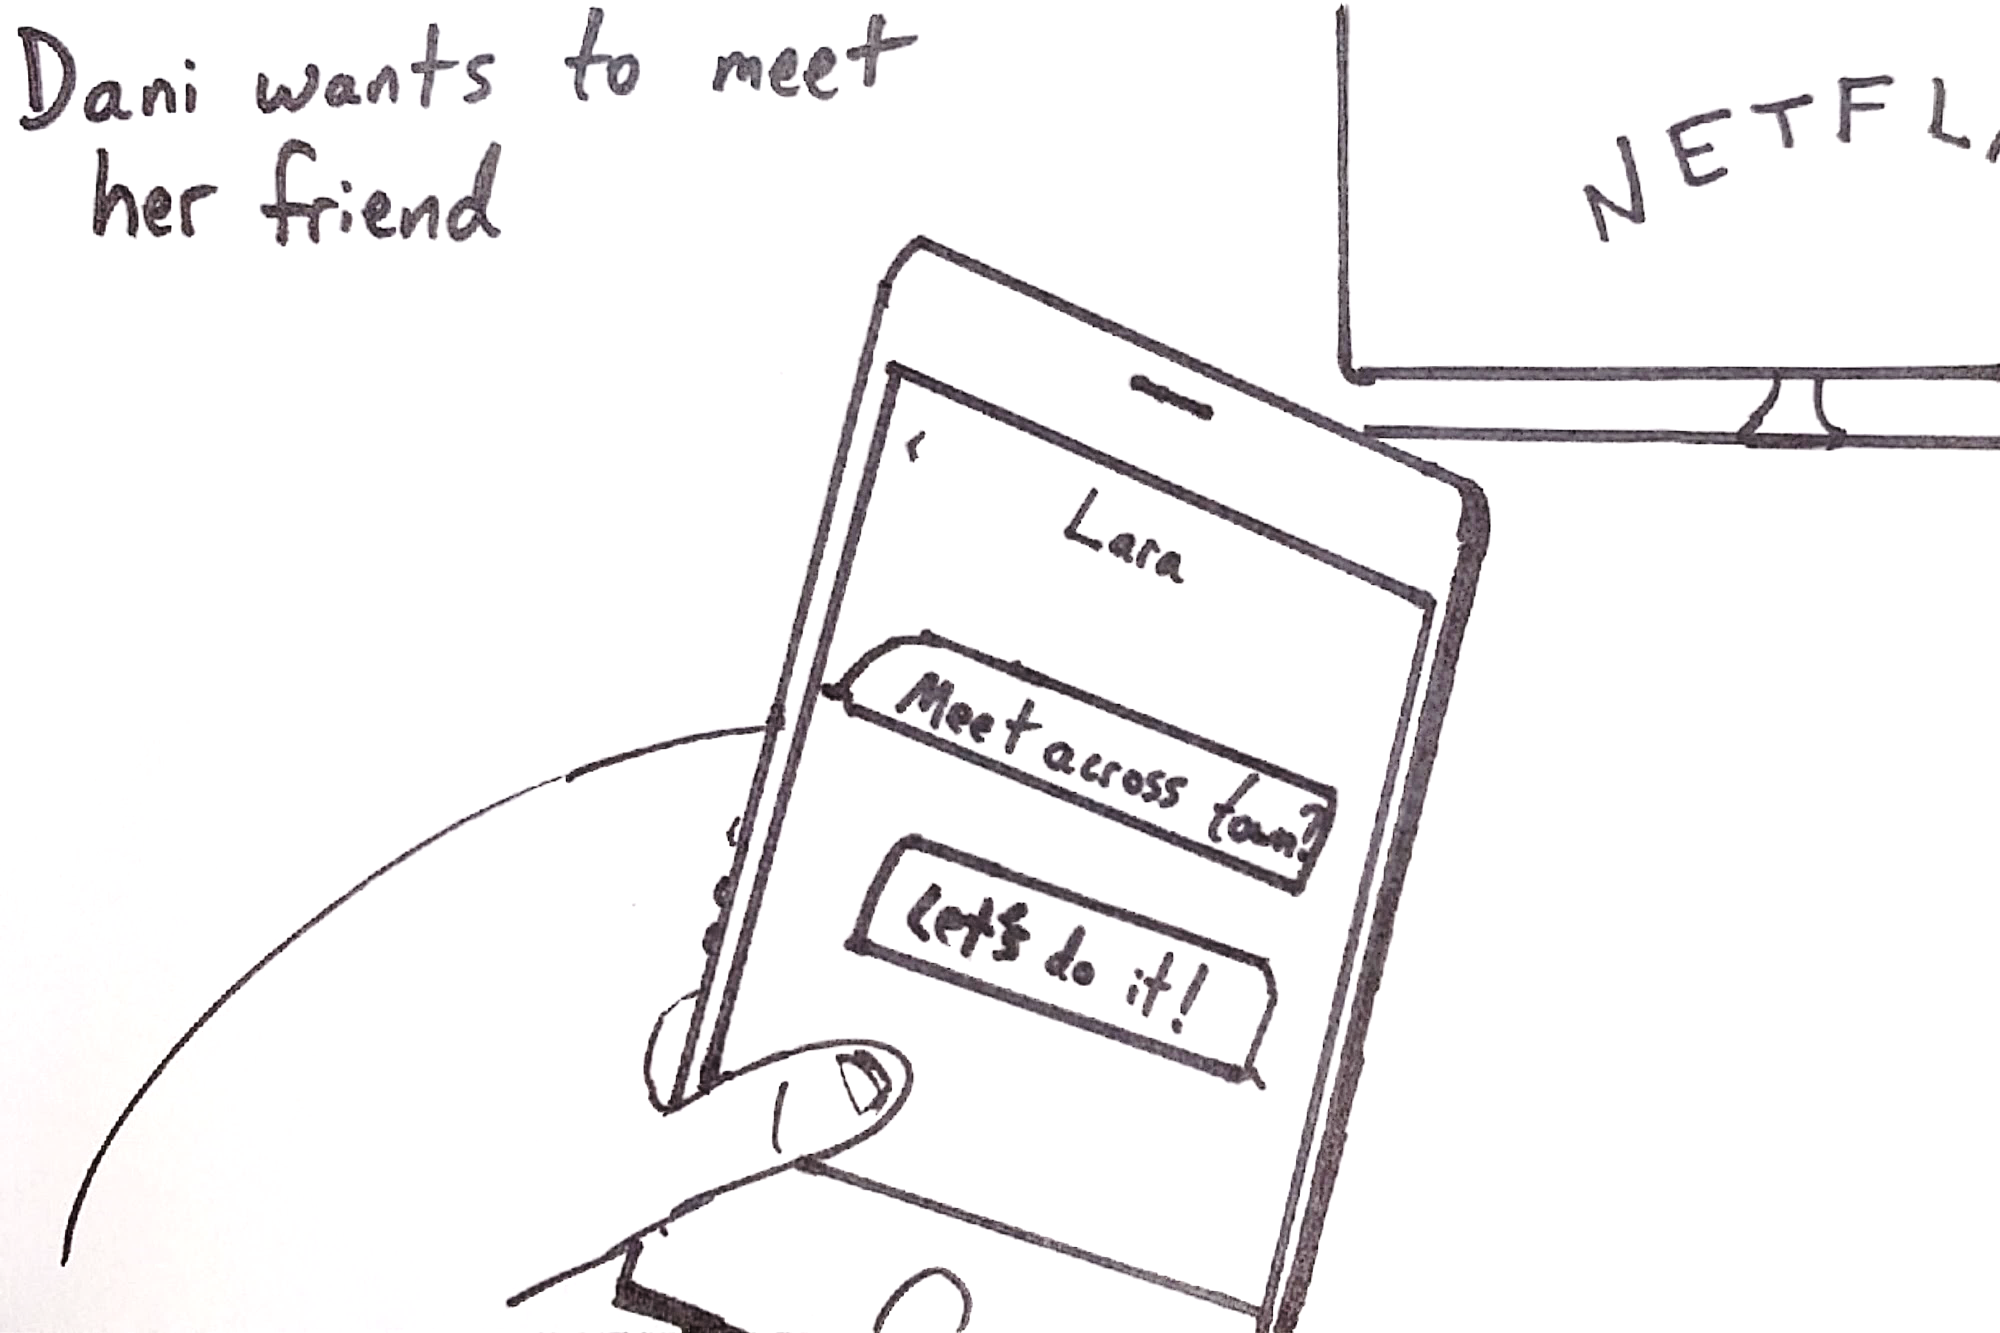 Dani wants to meet
her friend
NETFL
<
Lara
Meet across town?
Let's do it!